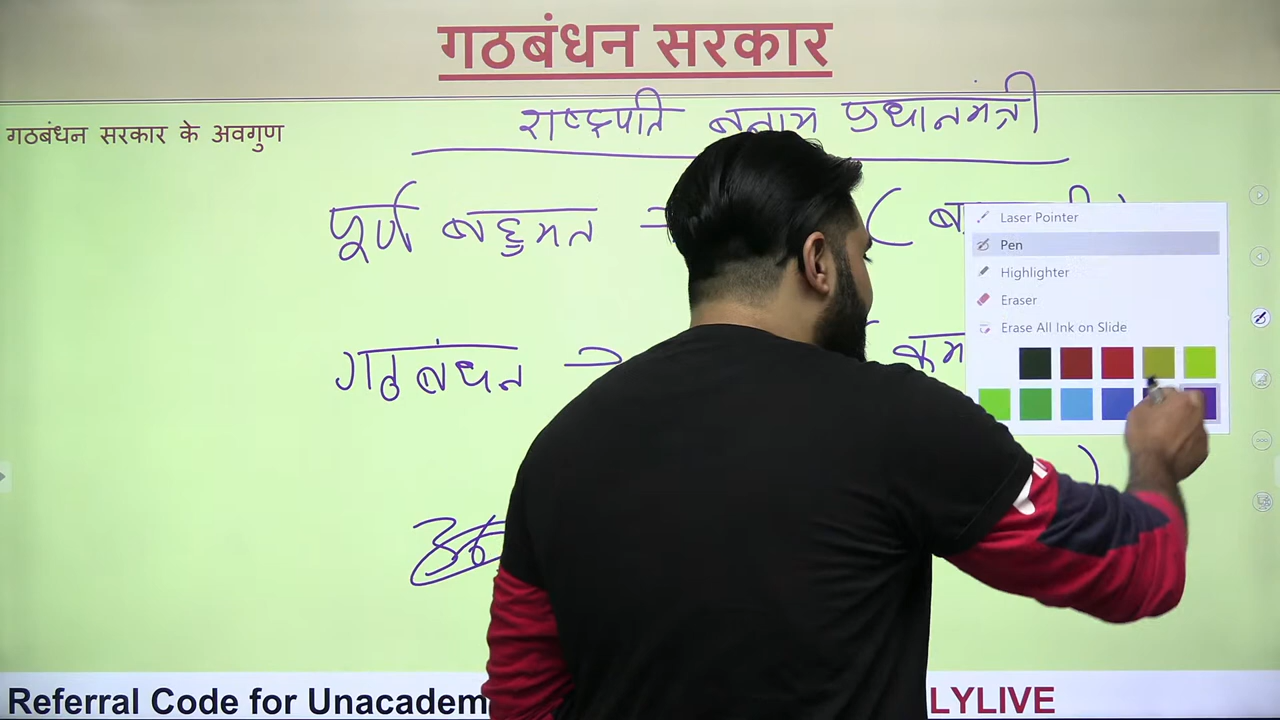 गठबंधन सरकार
राष्ट्रपति बनाम प्रधानमंत्री
गठबंधन सरकार के अवगुण
पूर्ण बहुमत
Laser Pointer
Pen
Highlighter
Eraser
Erase All Ink on Slide
गठबंधन
Referral Code for Unacadem
LYLIVE